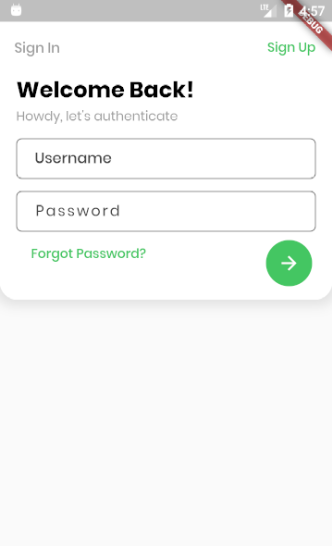 LTE 4:57
DEBUG
Sign In Sign Up
Welcome Back!
Howdy, let's authenticate
Username
Password
Forgot Password?